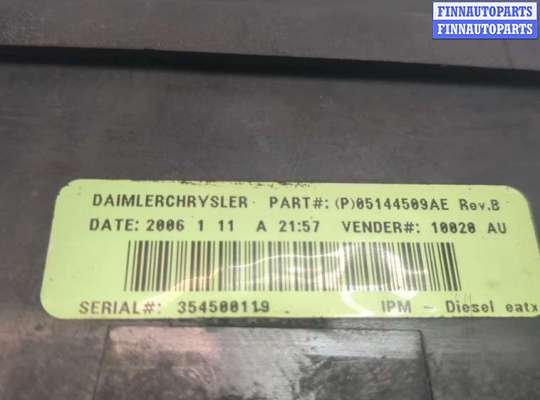 FINNAUTOPARTS
FINNAUTOPARTS
DAIMLERCHRYSLER PART#: (P)05144509AE Rev.B
DATE: 2006 1 11 A 21:57 VENDER#: 10020 AU
SERIAL#: 354500119 IPM - Diesel eatx